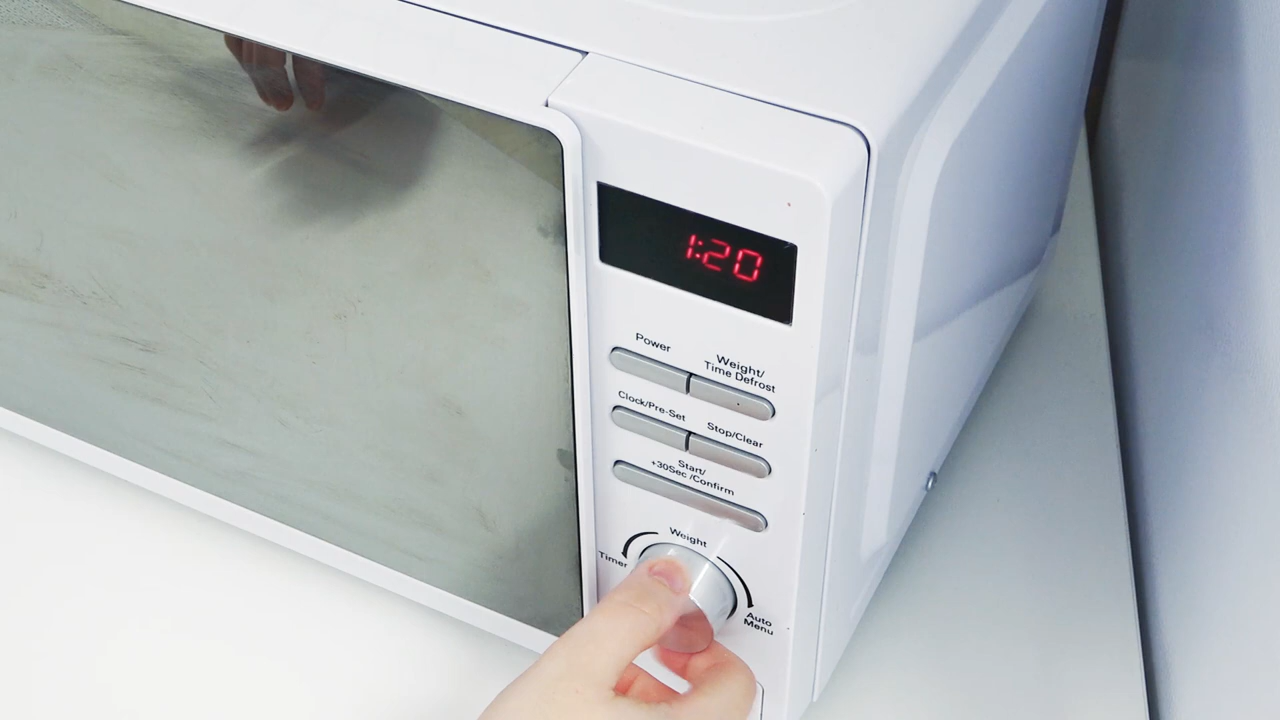 1:20
Power
Weight/
Time Defrost
Clock/Pre-Set
Stop/Clear
Start/
+30Sec /Confirm
Weight
Timer
Auto
Menu